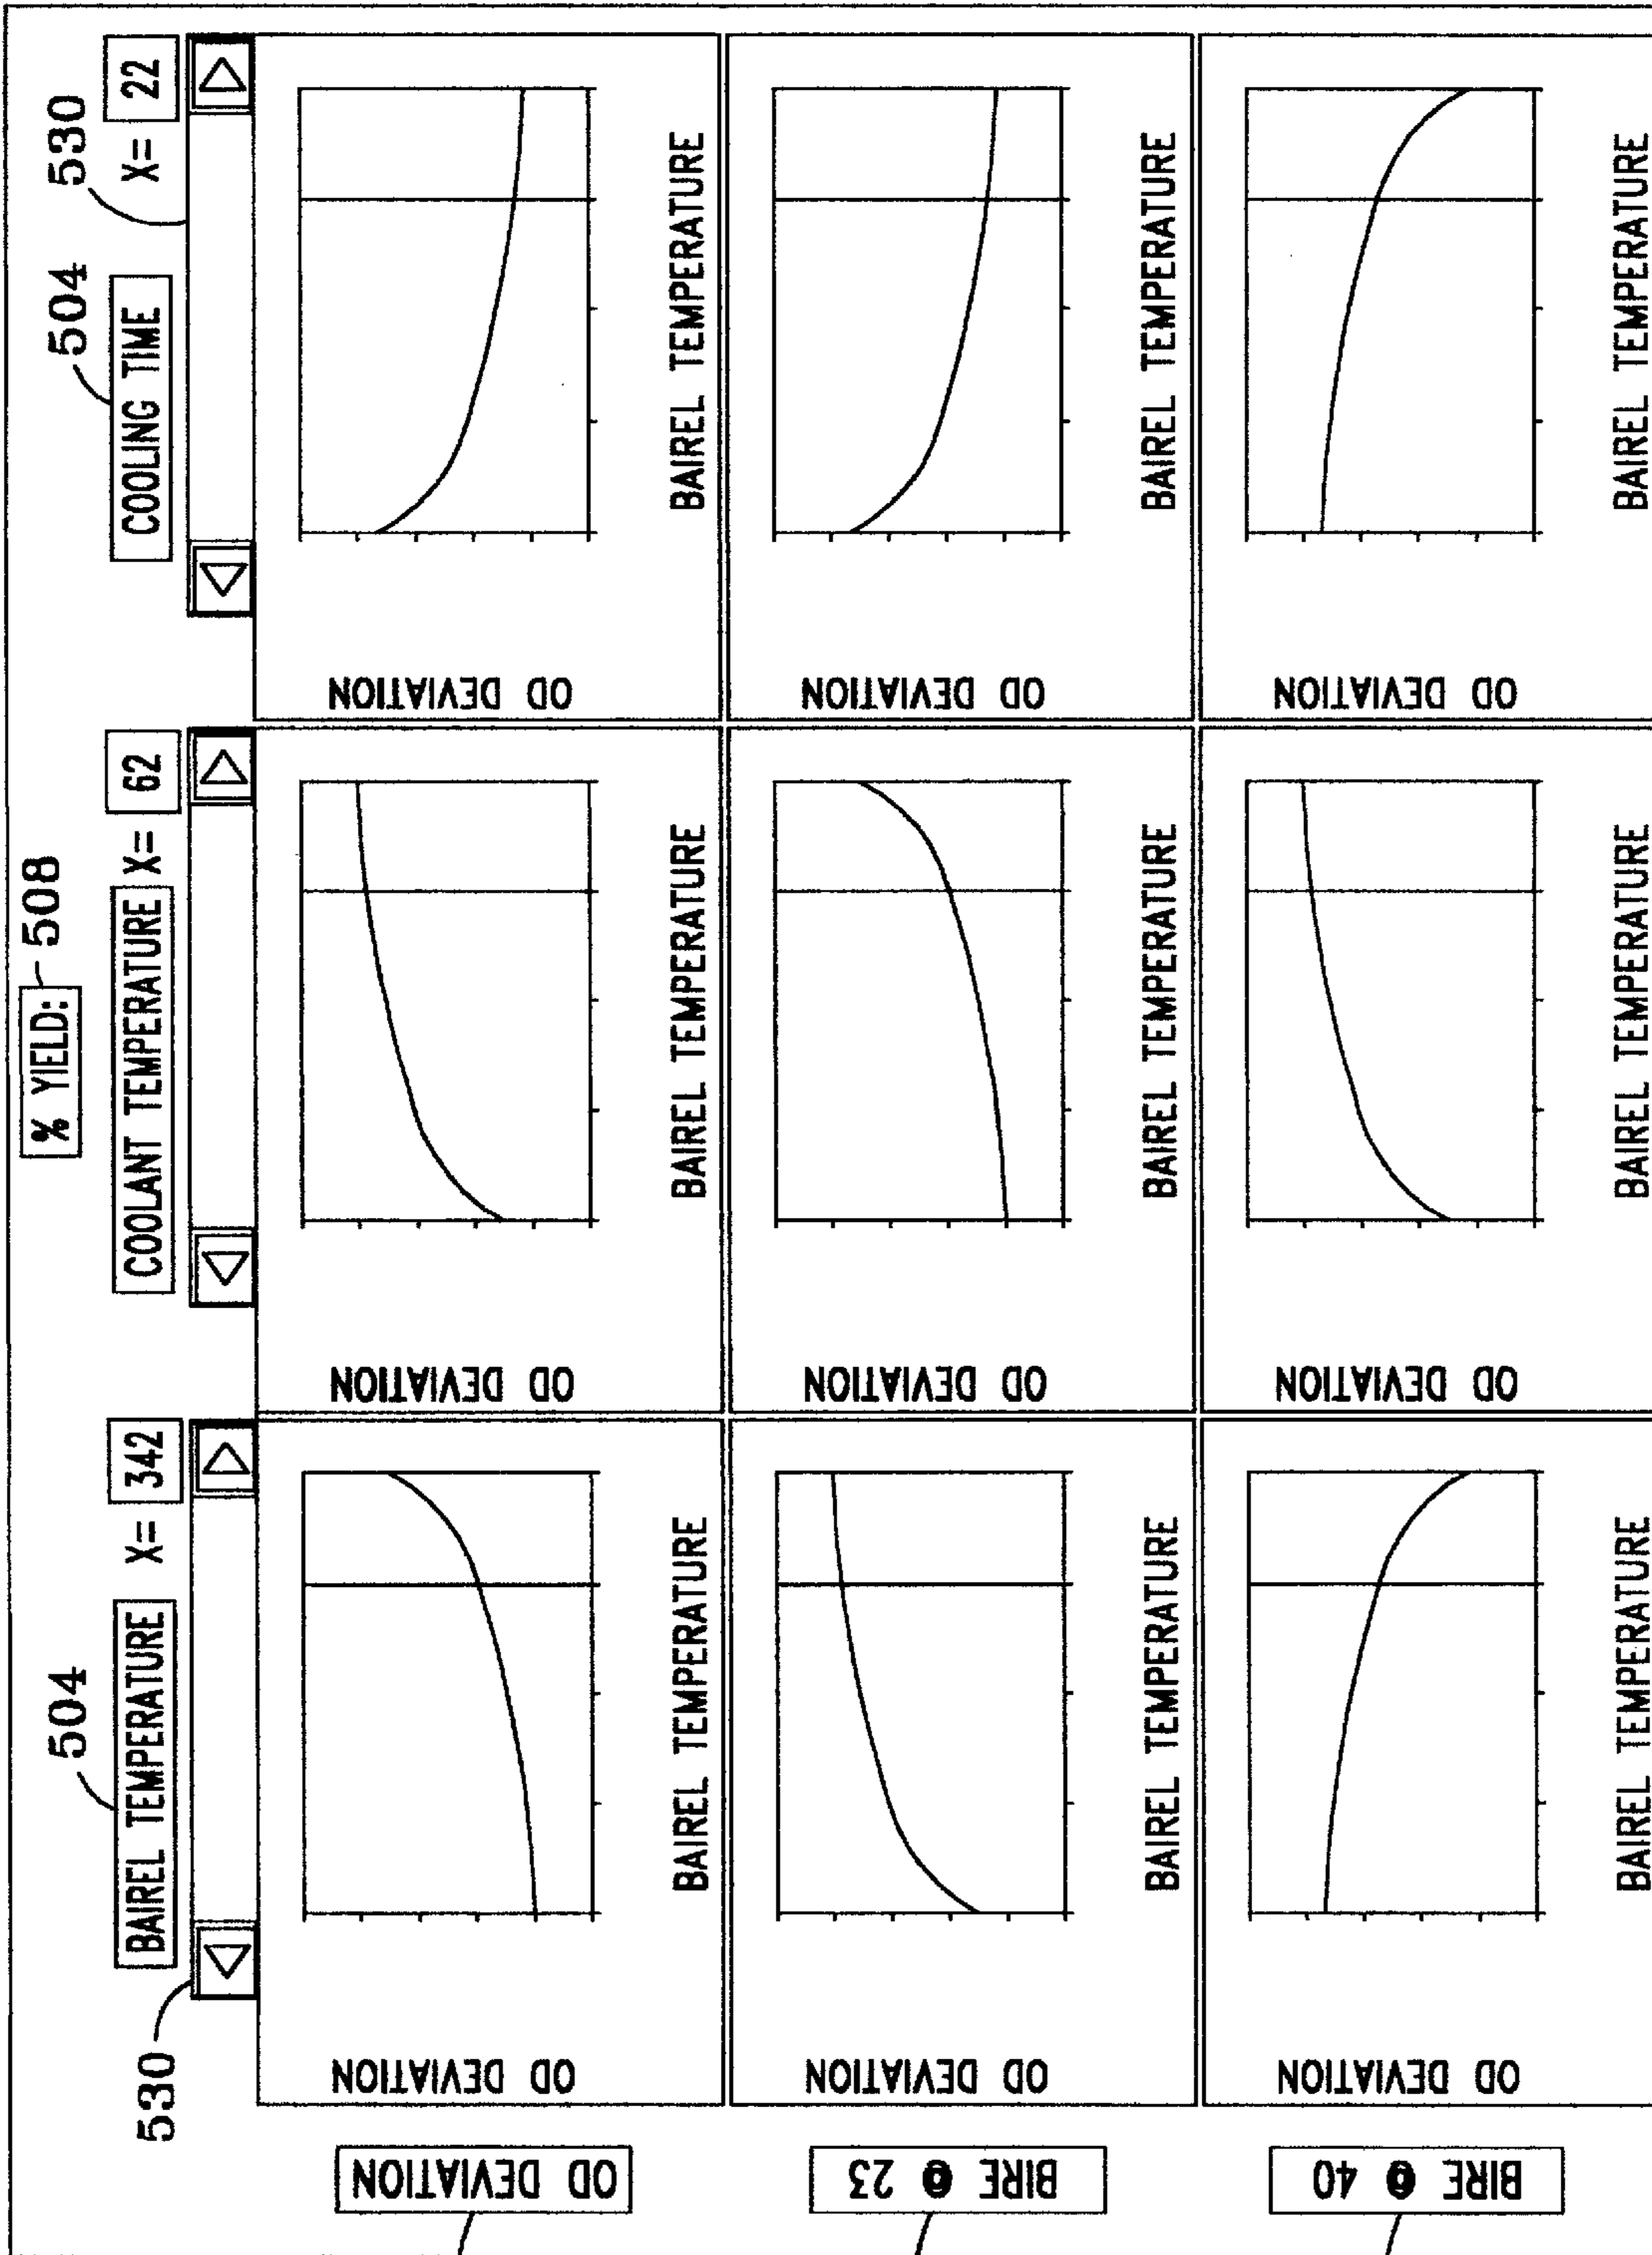 % YIELD: 508
504
504 530
BAIREL TEMPERATURE X= 342
COOLANT TEMPERATURE X= 62
COOLING TIME X= 22
530
OD DEVIATION
OD DEVIATION
BAIREL TEMPERATURE
OD DEVIATION
BAIREL TEMPERATURE
OD DEVIATION
BAIREL TEMPERATURE
BIRE @ 23
OD DEVIATION
BAIREL TEMPERATURE
OD DEVIATION
BAIREL TEMPERATURE
OD DEVIATION
BAIREL TEMPERATURE
BIRE @ 40
OD DEVIATION
BAIREL TEMPERATURE
OD DEVIATION
BAIREL TEMPERATURE
OD DEVIATION
BAIREL TEMPERATURE